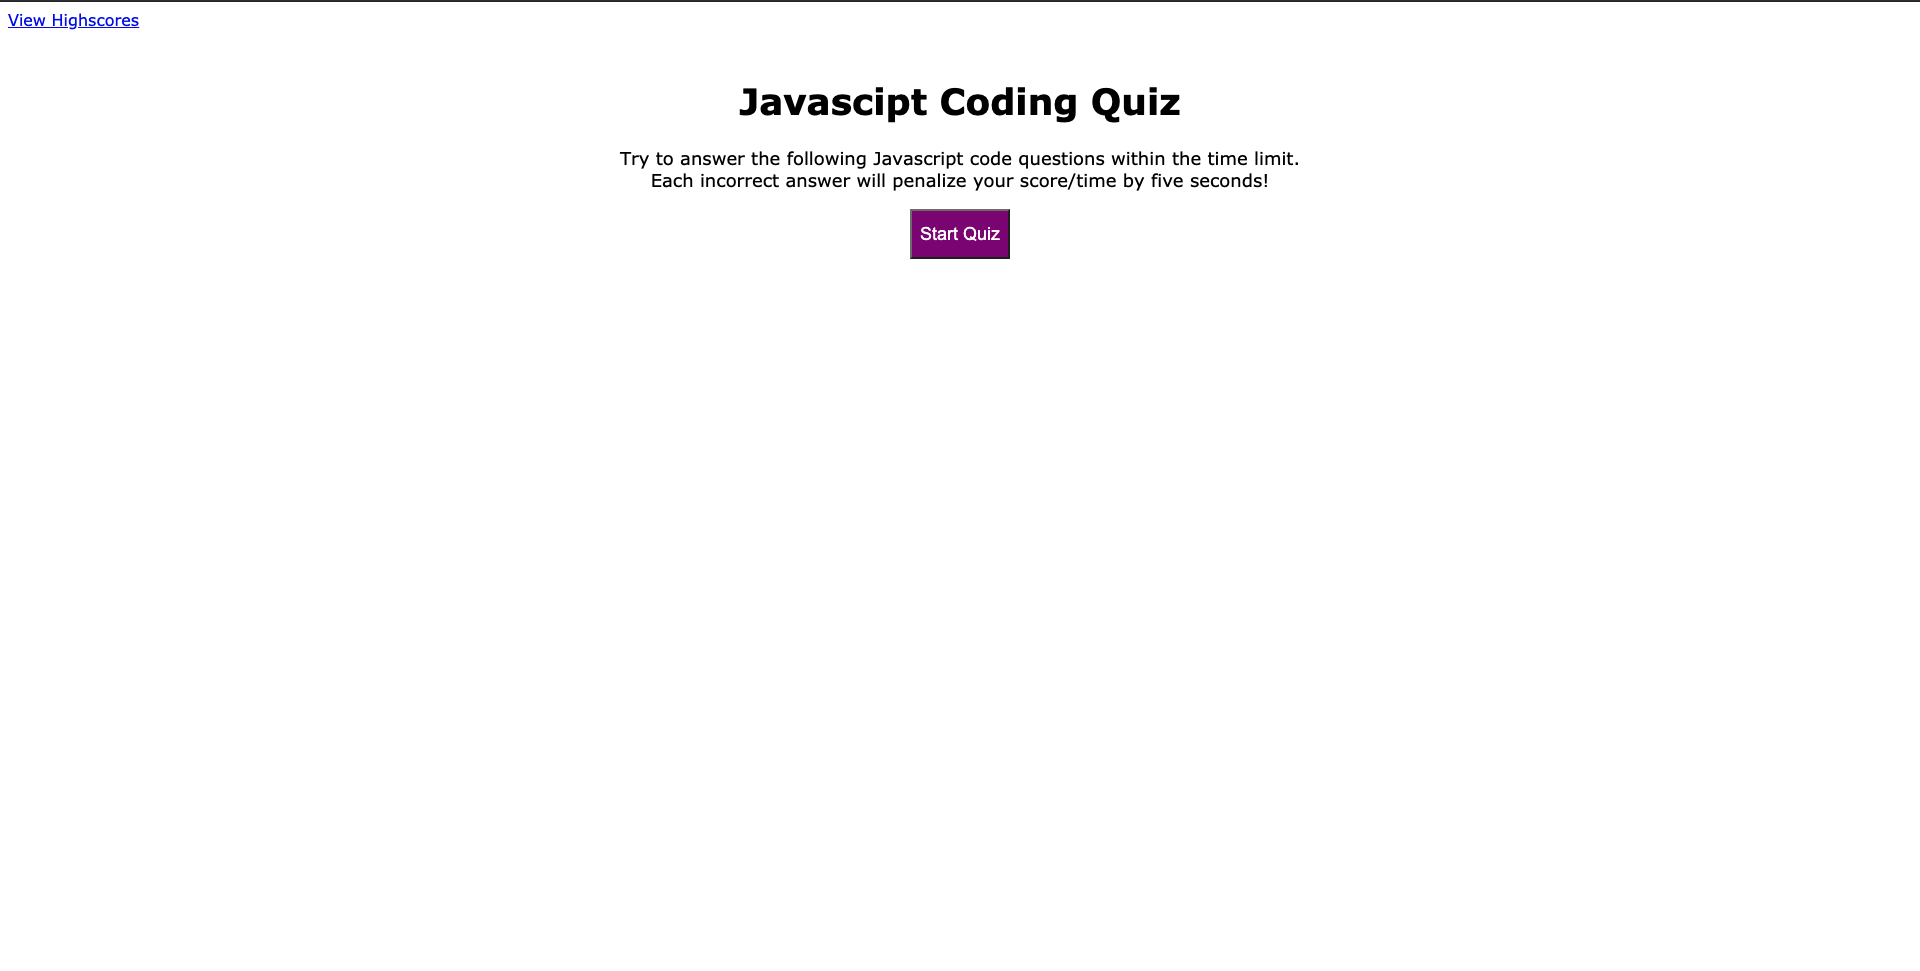 View Highscores
Javascipt Coding Quiz
Try to answer the following Javascript code questions within the time limit.
Each incorrect answer will penalize your score/time by five seconds!
Start Quiz